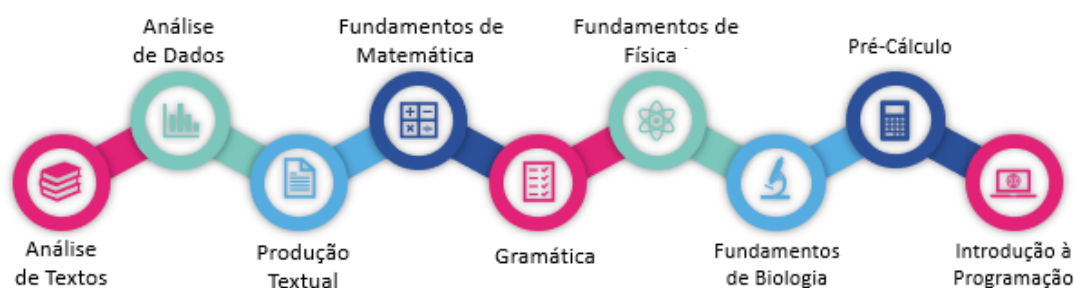 Análise
de Dados
Fundamentos de
Matemática
Fundamentos de
Física
Pré-Cálculo
Análise
de Textos
Produção
Textual
Gramática
Fundamentos
de Biologia
Introdução à
Programação